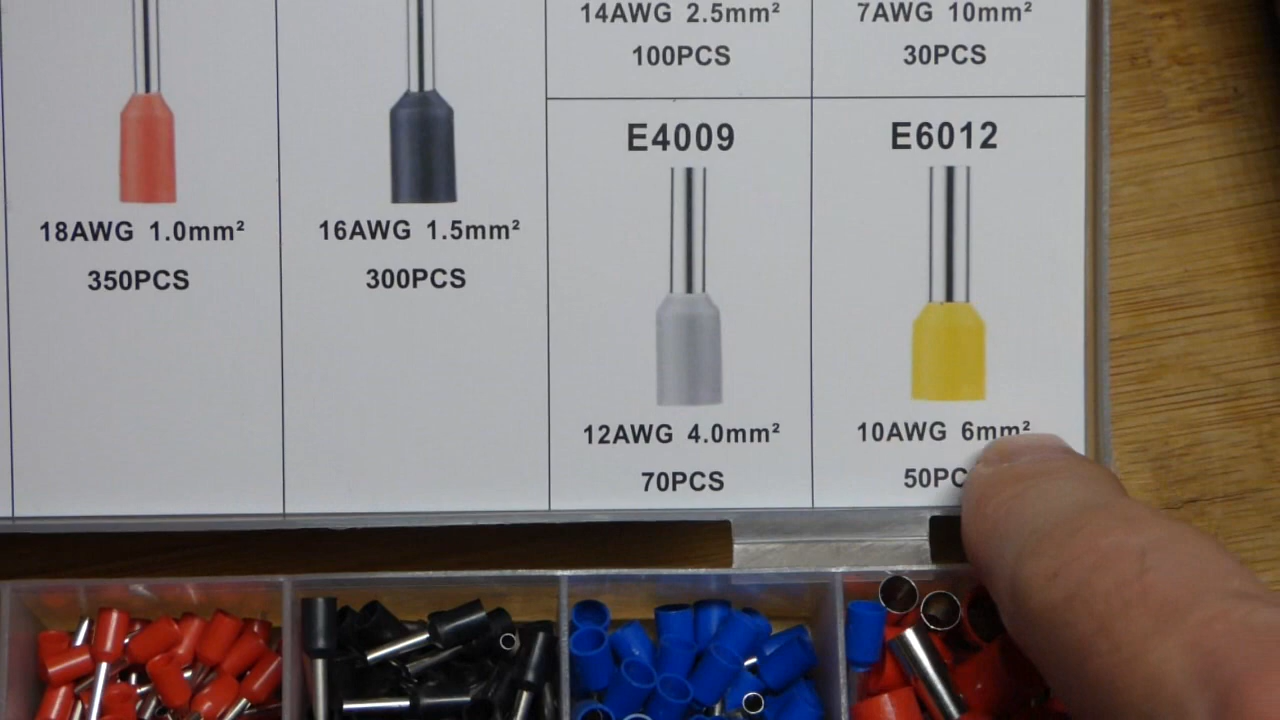 14AWG 2.5mm²
100PCS
7AWG 10mm²
30PCS
18AWG 1.0mm²
350PCS
16AWG 1.5mm²
300PCS
E4009
12AWG 4.0mm²
70PCS
E6012
10AWG 6mm²